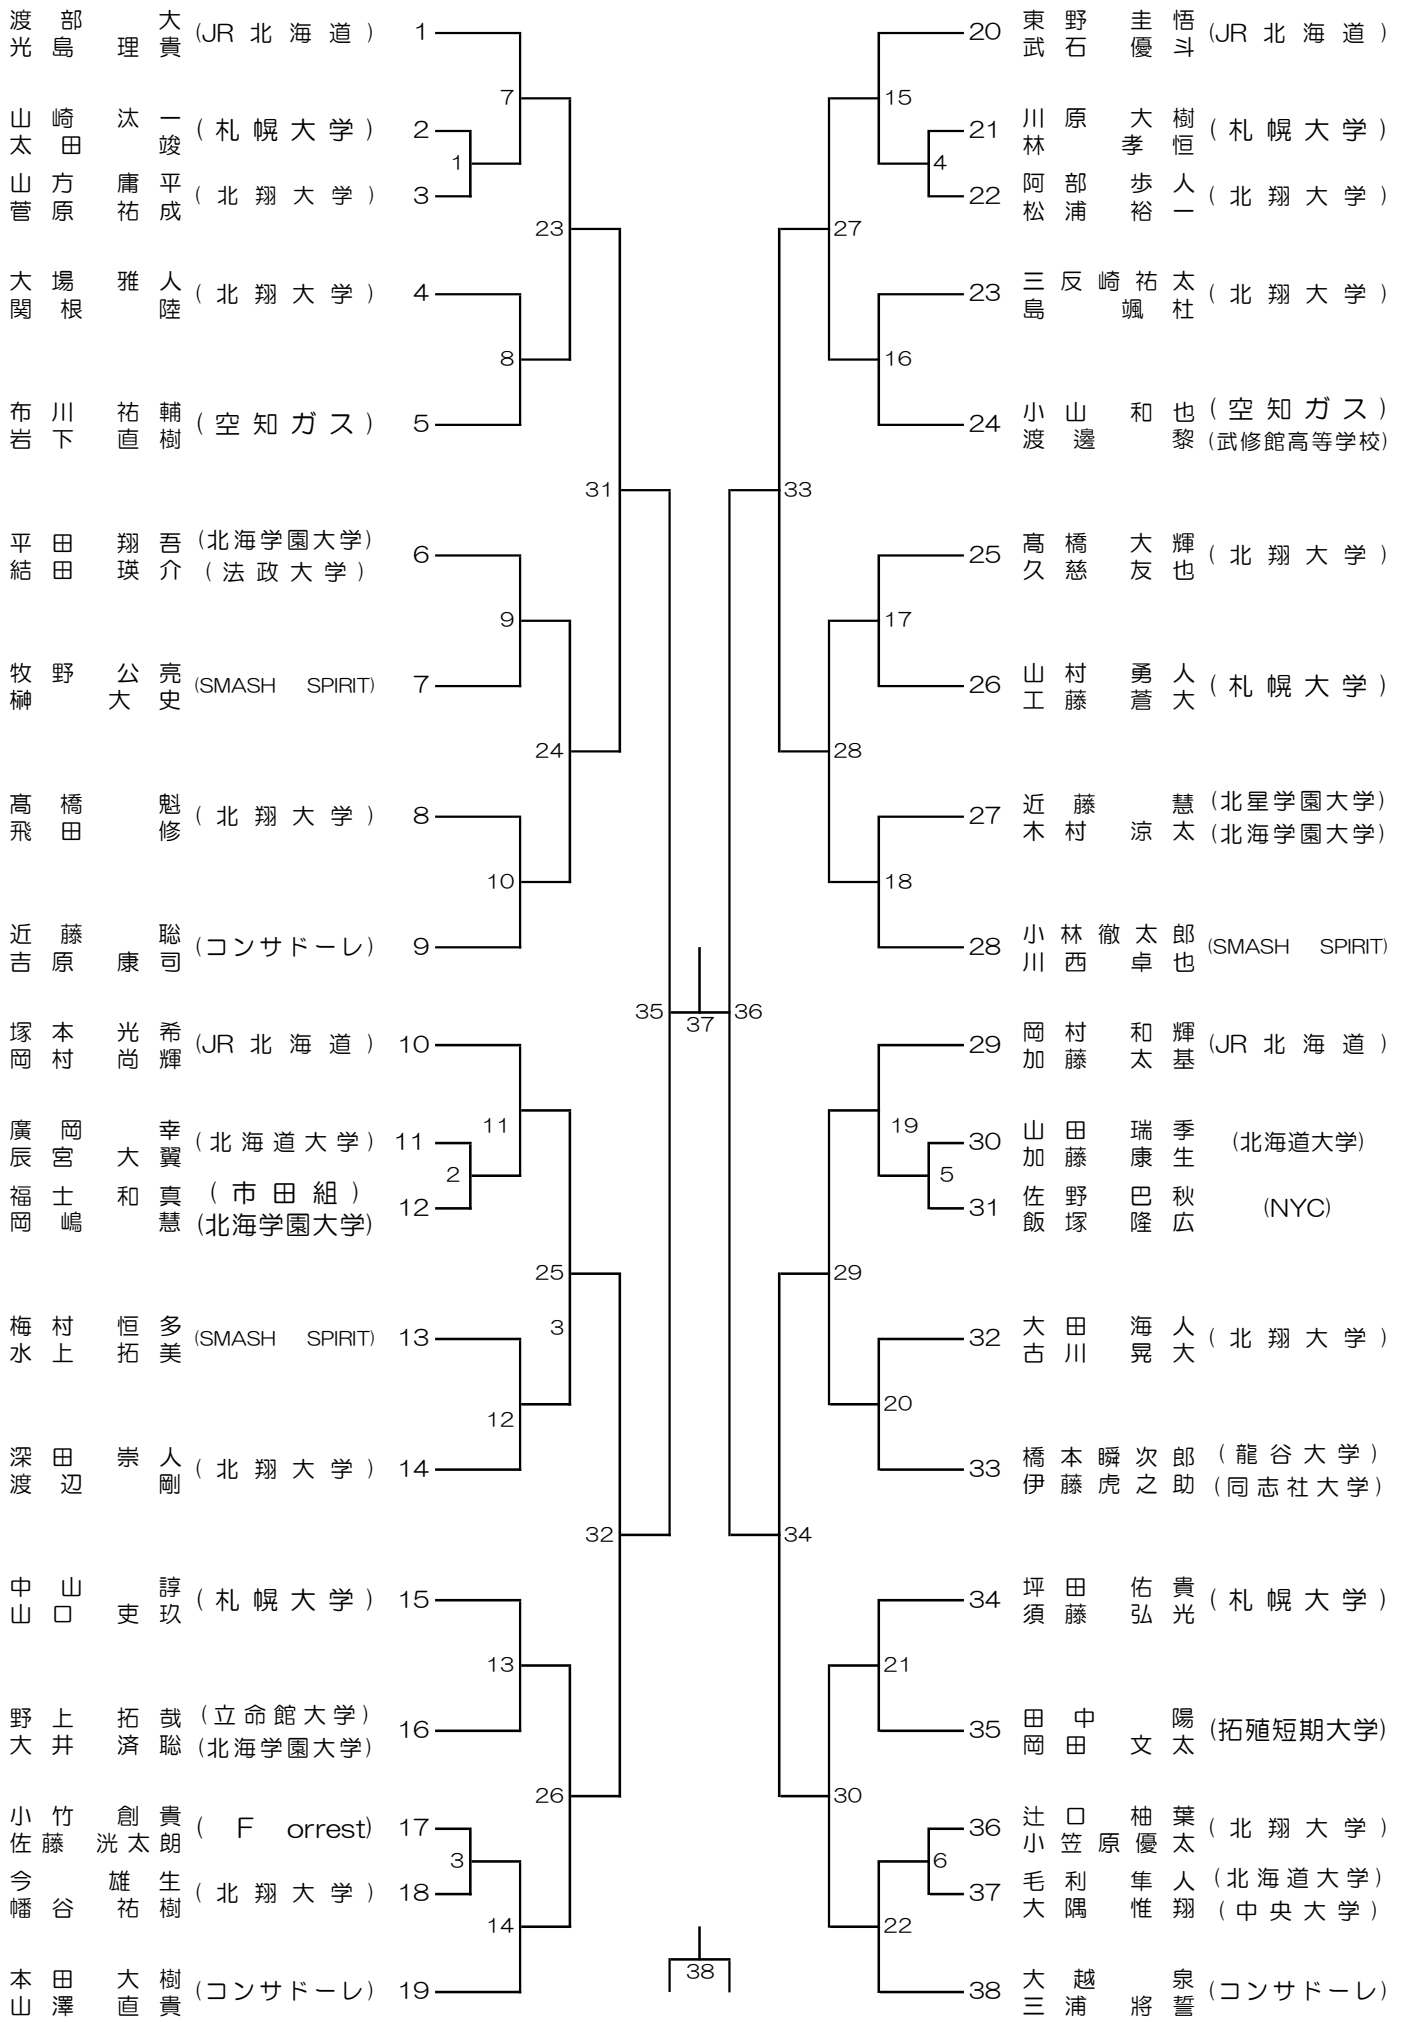 渡部 大 (JR 北海道) 1
光島 理貴
7
山崎 汰一 (札幌大学) 2
太田 竣
1
山方 庸平 (北翔大学) 3
菅原 祐成
23
大場 雅人 (北翔大学) 4
関根 陸
8
布川 祐輔 (空知ガス) 5
岩下 直樹
31
平田 翔吾 (北海学園大学) 6
結田 瑛介 (法政大学)
9
牧野 公亮 (SMASH SPIRIT) 7
榊 大史
24
髙橋 魁 (北翔大学) 8
飛田 修
10
近藤 聡 (コンサドーレ) 9
吉原 康司
35
塚本 光希 (JR 北海道) 10
岡村 尚輝
11
廣岡 幸 (北海道大学) 11
辰宮 大翼
2
福士 和真 (市田組) 12
岡嶋 慧 (北海学園大学)
25
3
梅村 恒多 (SMASH SPIRIT) 13
水上 拓美
12
深田 崇人 (北翔大学) 14
渡辺 剛
32
中山 諄 (札幌大学) 15
山口 吏玖
13
野上 拓哉 (立命館大学) 16
大井 済聡 (北海学園大学)
26
小竹 創貴 (F orrest) 17
佐藤 洸太朗
3
今 雄生 (北翔大学) 18
幡谷 祐樹
14
本田 大樹 (コンサドーレ) 19
山澤 直貴
37
38
20 東野 圭悟 (JR 北海道)
武石 優斗
15
21 川原 大樹 (札幌大学)
林 孝恒
4
22 阿部 歩人 (北翔大学)
松浦 裕一
27
23 三反崎祐太 (北翔大学)
島 颯杜
16
24 小山 和也 (空知ガス)
渡邊 黎 (武修館高等学校)
33
25 髙橋 大輝 (北翔大学)
久慈 友也
17
26 山村 勇人 (札幌大学)
工藤 蒼大
28
27 近藤 慧 (北星学園大学)
木村 涼太 (北海学園大学)
18
28 小林徹太郎 (SMASH SPIRIT)
川西 卓也
36
29 岡村 和輝 (JR 北海道)
加藤 太基
19
30 山田 瑞季 (北海道大学)
加藤 康生
5
31 佐野 巴秋 (NYC)
飯塚 隆広
29
32 大田 海人 (北翔大学)
古川 晃大
20
33 橋本瞬次郎 (龍谷大学)
伊藤虎之助 (同志社大学)
34
34 坪田 佑貴 (札幌大学)
須藤 弘光
21
35 田中 陽 (拓殖短期大学)
岡田 文太
30
36 辻口 柚葉 (北翔大学)
小笠原優太
6
37 毛利 隼人 (北海道大学)
大隅 惟翔 (中央大学)
22
38 大越 泉 (コンサドーレ)
三浦 將誓